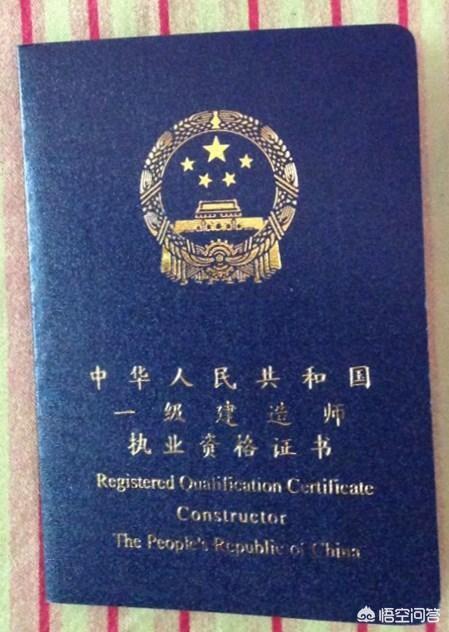 中华人民共和国
一级建造师
执业资格证书
Registered Qualification Certificate
Constructor
The People's Republic of China
悟空问答